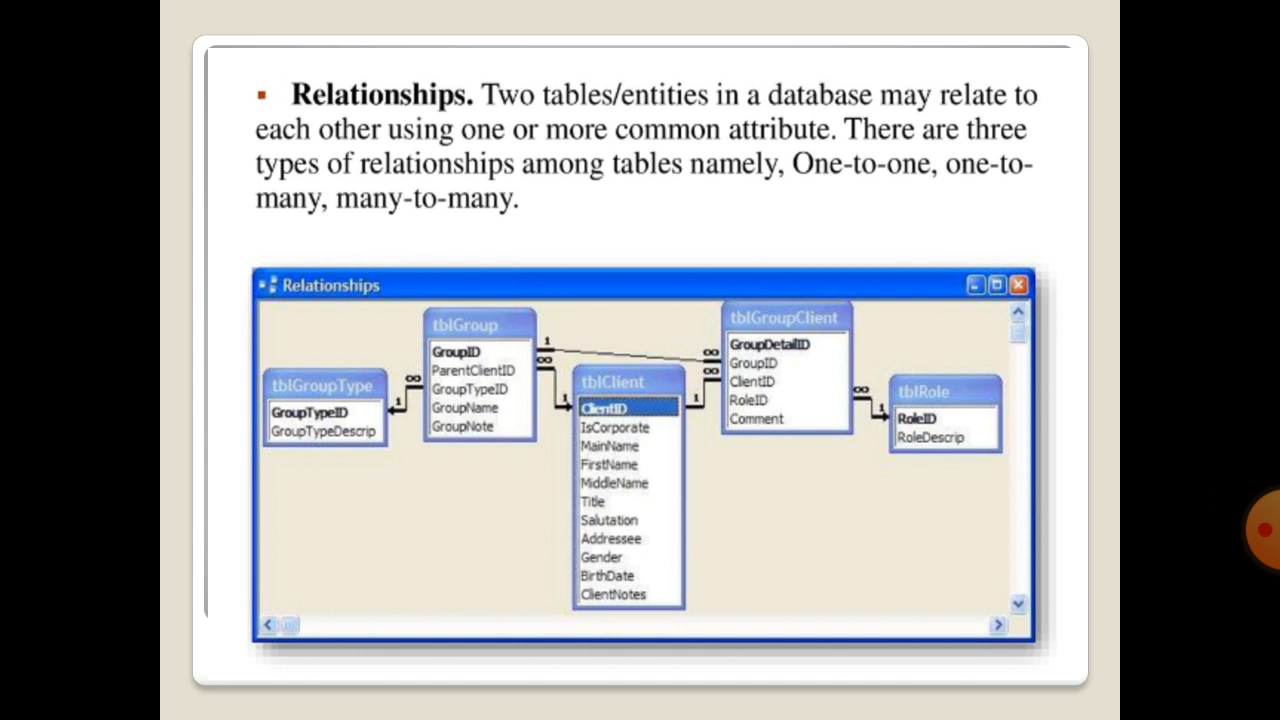 ▪ Relationships. Two tables/entities in a database may relate to
each other using one or more common attribute. There are three
types of relationships among tables namely, One-to-one, one-to-
many, many-to-many.
Relationships
tblGroupType
GroupTypeID
GroupTypeDescrip
∞
1
tblGroup
GroupID
ParentClientID
GroupTypeID
GroupName
GroupNote
1
∞
1
tblClient
ClientID
IsCorporate
MainName
FirstName
MiddleName
Title
Salutation
Addressee
Gender
BirthDate
ClientNotes
∞
∞
1
tblGroupClient
GroupDetailID
GroupID
ClientID
RoleID
Comment
∞
1
tblRole
RoleID
RoleDescrip